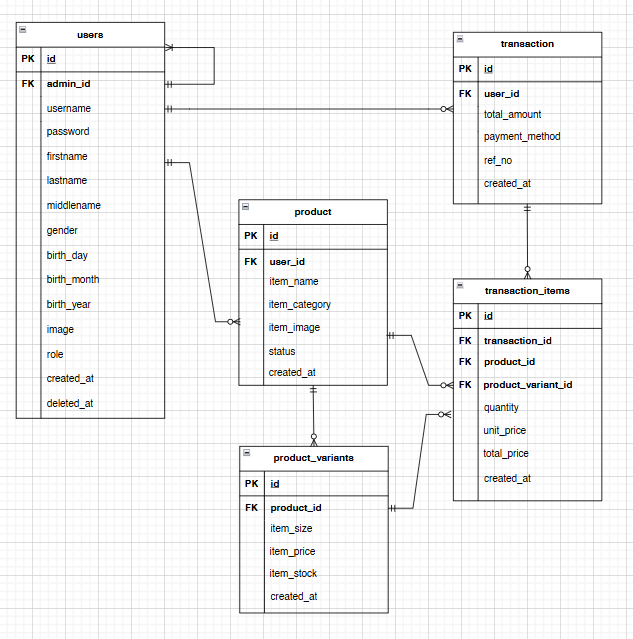 users
PK id
FK admin_id
username
password
firstname
lastname
middlename
gender
birth_day
birth_month
birth_year
image
role
created_at
deleted_at
transaction
PK id
FK user_id
total_amount
payment_method
ref_no
created_at
product
PK id
FK user_id
item_name
item_category
item_image
status
created_at
transaction_items
PK id
FK transaction_id
FK product_id
FK product_variant_id
quantity
unit_price
total_price
created_at
product_variants
PK id
FK product_id
item_size
item_price
item_stock
created_at